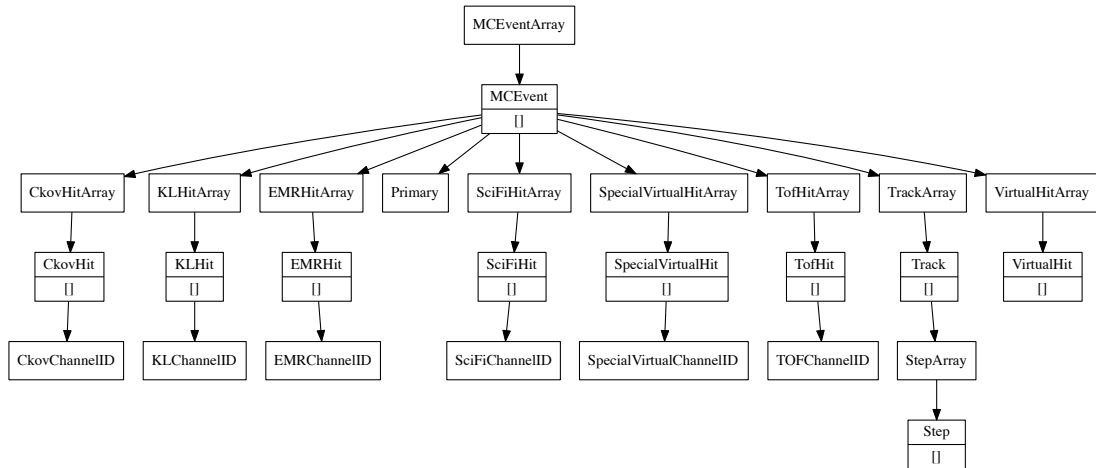 MCEventArray
MCEvent
[]
CkovHitArray
KLHitArray
EMRHitArray
Primary
SciFiHitArray
SpecialVirtualHitArray
TofHitArray
TrackArray
VirtualHitArray
CkovHit
[]
KLHit
[]
EMRHit
[]
SciFiHit
[]
SpecialVirtualHit
[]
TofHit
[]
Track
[]
VirtualHit
[]
CkovChannelID
KLChannelID
EMRChannelID
SciFiChannelID
SpecialVirtualChannelID
TOFChannelID
StepArray
Step
[]